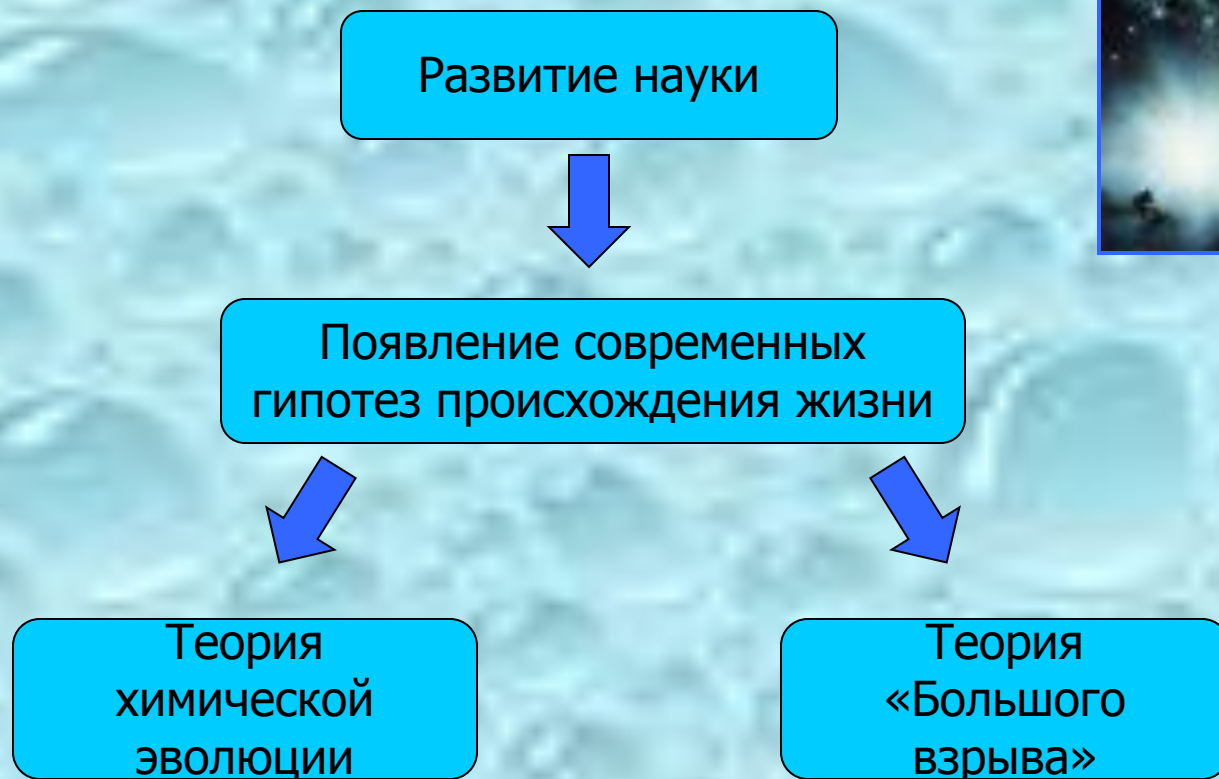 Развитие науки
Появление современных
гипотез происхождения жизни
Теория
химической
эволюции
Теория
«Большого
взрыва»